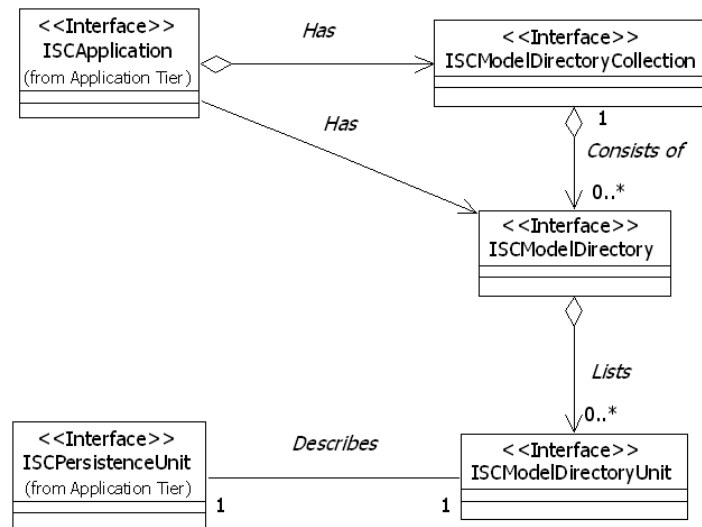 <<Interface>>
ISCApplication
(from Application Tier)
Has
<<Interface>>
ISCModelDirectoryCollection
Has
1
Consists of
0..*
<<Interface>>
ISCModelDirectory
Lists
0..*
<<Interface>>
ISCPersistenceUnit
(from Application Tier)
Describes
1
1
<<Interface>>
ISCModelDirectoryUnit